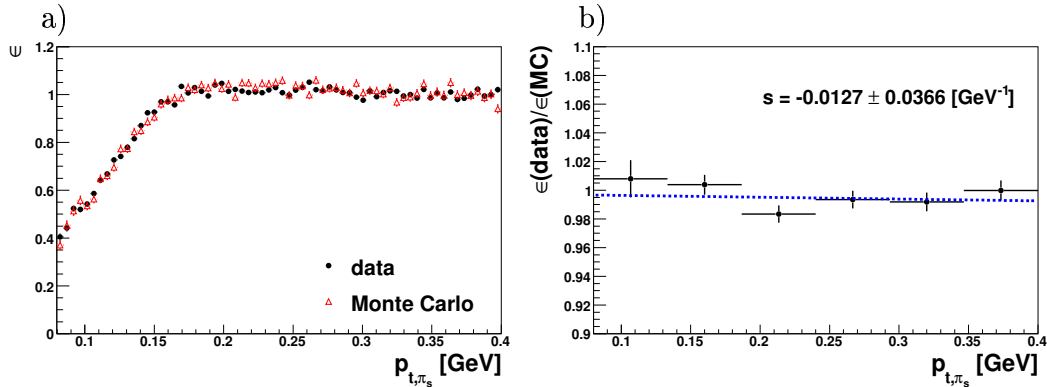 a)
∈
1.2
1
0.8
0.6
0.4
0.2
0
0.1 0.15 0.2 0.25 0.3 0.35 0.4
p_{t,π_s} [GeV]
data
Monte Carlo
b)
∈(data)/∈(MC)
1.1
1.08
1.06
1.04
1.02
1
0.98
0.96
0.94
0.92
0.9
0.1 0.15 0.2 0.25 0.3 0.35 0.4
p_{t,π_s} [GeV]
s = -0.0127 ± 0.0366 [GeV⁻¹]